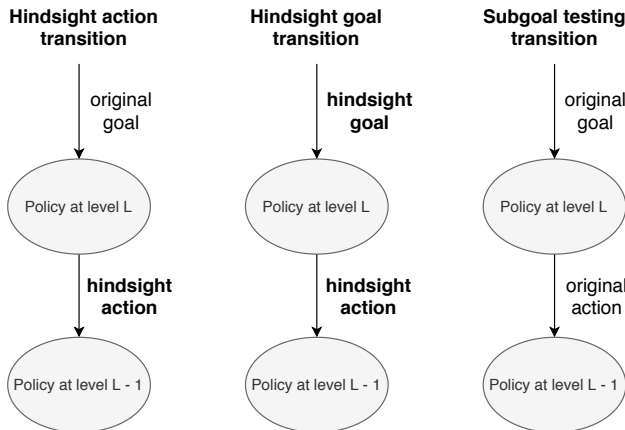 Hindsight action
transition
original
goal
Policy at level L
hindsight
action
Policy at level L - 1
Hindsight goal
transition
hindsight
goal
Policy at level L
hindsight
action
Policy at level L - 1
Subgoal testing
transition
original
goal
Policy at level L
original
action
Policy at level L - 1